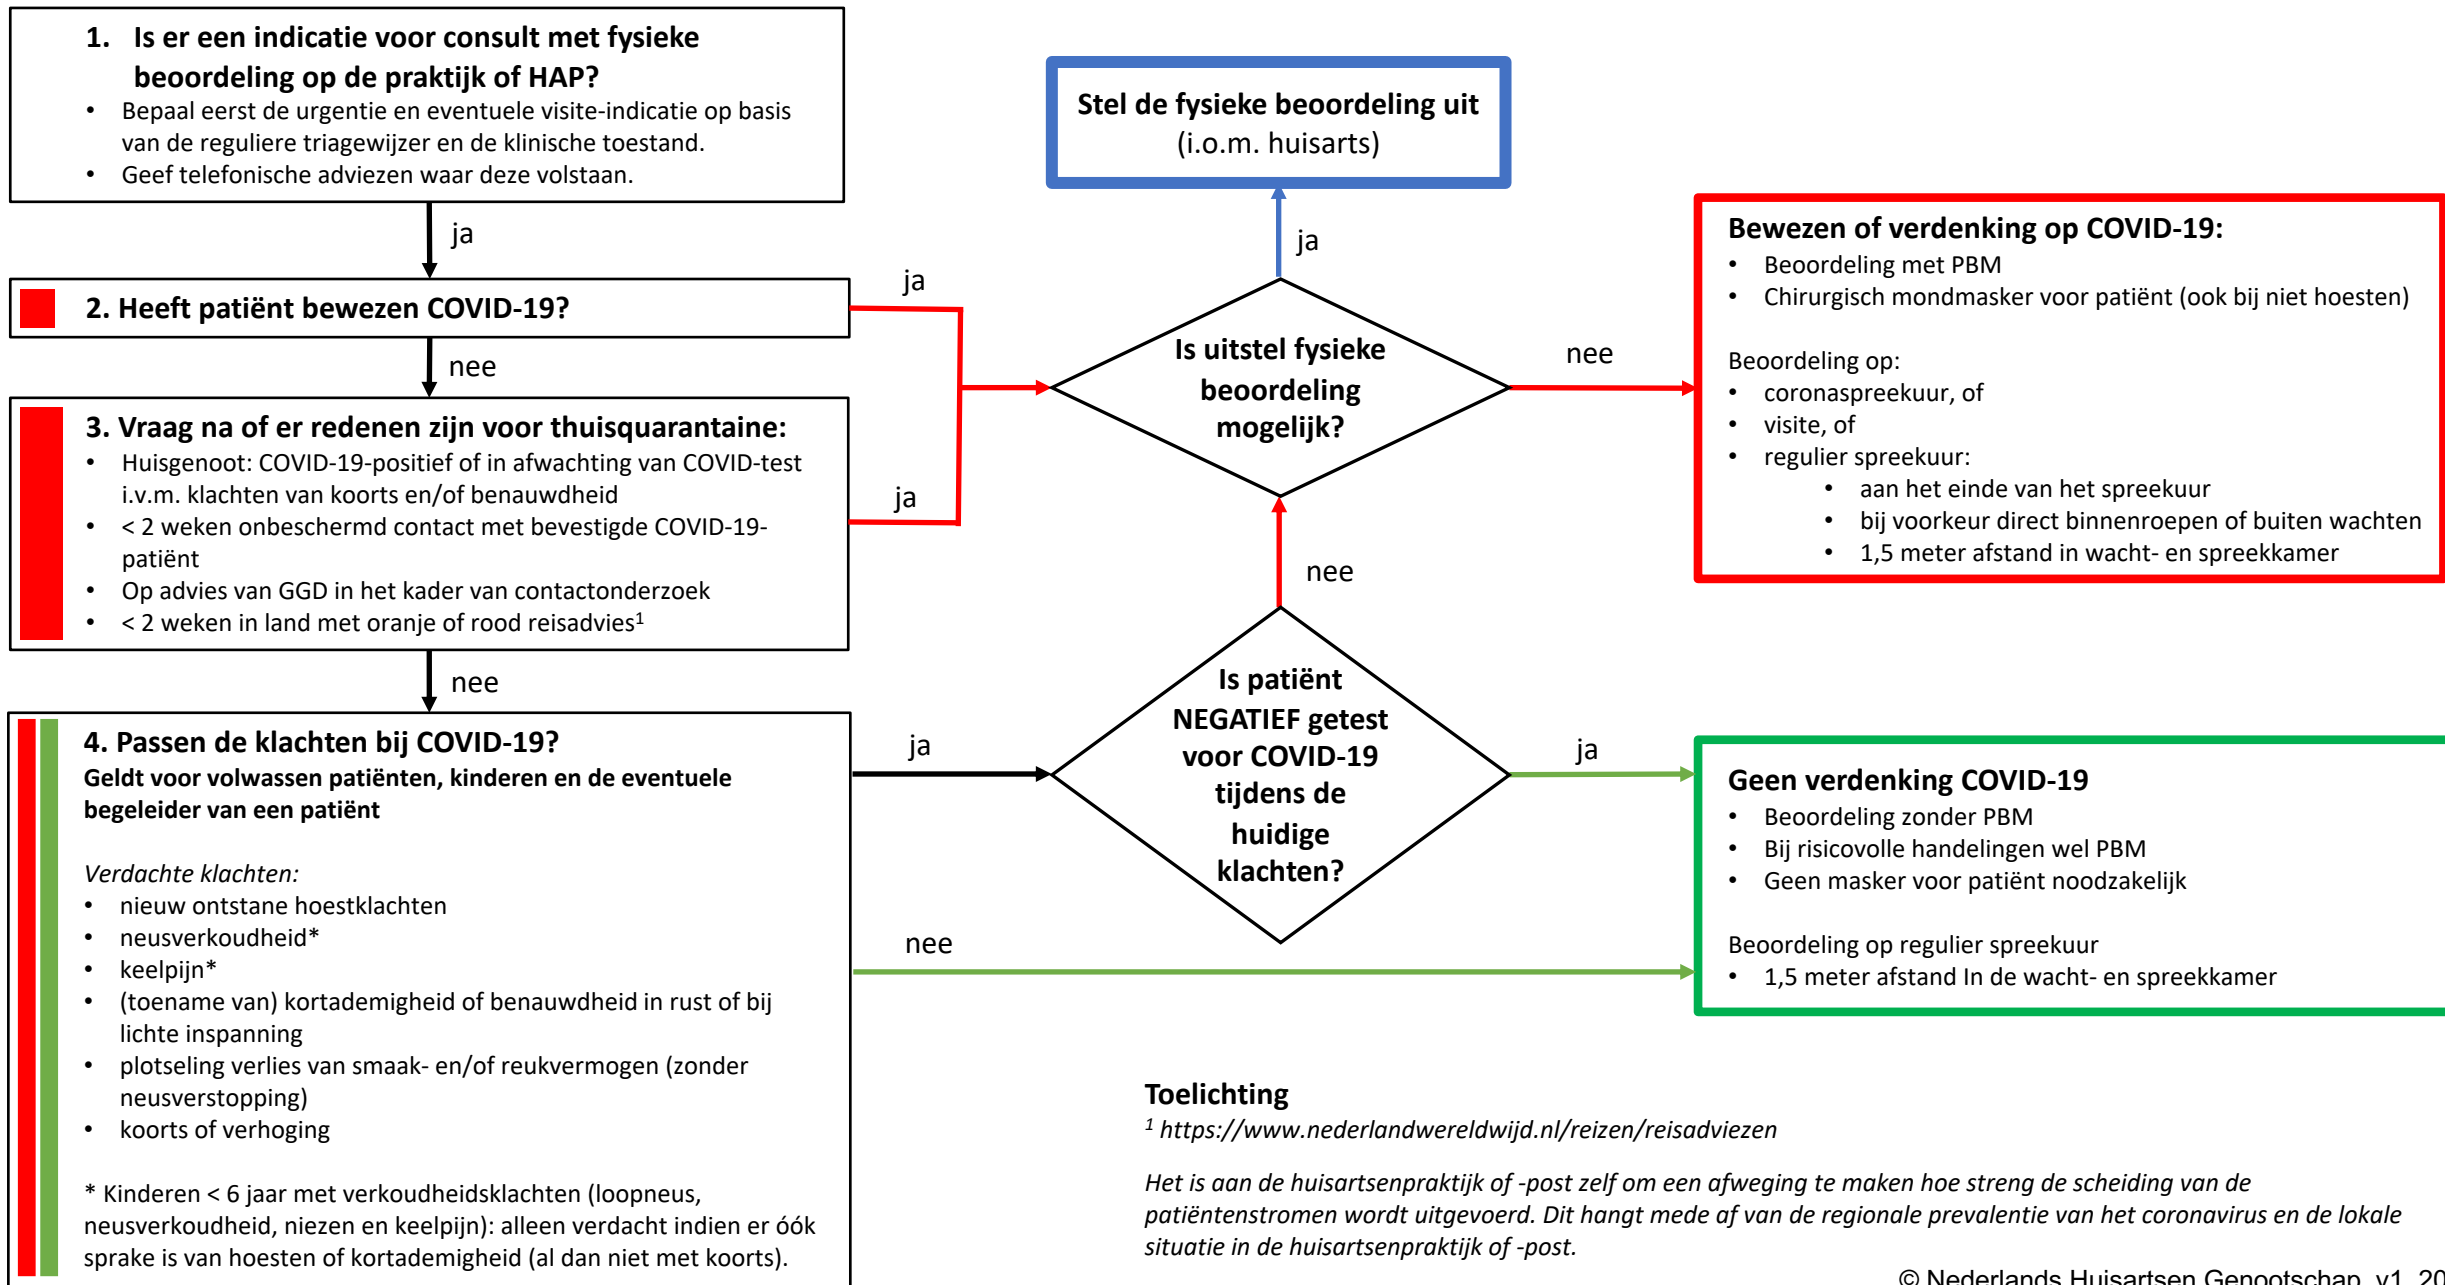 1. Is er een indicatie voor consult met fysieke
beoordeling op de praktijk of HAP?
• Bepaal eerst de urgentie en eventuele visite-indicatie op basis
van de reguliere triagewijzer en de klinische toestand.
• Geef telefonische adviezen waar deze volstaan.
ja
2. Heeft patiënt bewezen COVID-19?
ja
nee
3. Vraag na of er redenen zijn voor thuisquarantaine:
• Huisgenoot: COVID-19-positief of in afwachting van COVID-test
i.v.m. klachten van koorts en/of benauwdheid
• < 2 weken onbeschermd contact met bevestigde COVID-19-
patiënt
• Op advies van GGD in het kader van contactonderzoek
• < 2 weken in land met oranje of rood reisadvies¹
ja
nee
4. Passen de klachten bij COVID-19?
Geldt voor volwassen patiënten, kinderen en de eventuele
begeleider van een patiënt
Verdachte klachten:
• nieuw ontstane hoestklachten
• neusverkoudheid*
• keelpijn*
• (toename van) kortademigheid of benauwdheid in rust of bij
lichte inspanning
• plotseling verlies van smaak- en/of reukvermogen (zonder
neusverstopping)
• koorts of verhoging
* Kinderen < 6 jaar met verkoudheidsklachten (loopneus,
neusverkoudheid, niezen en keelpijn): alleen verdacht indien er óók
sprake is van hoesten of kortademigheid (al dan niet met koorts).
ja
nee
Stel de fysieke beoordeling uit
(i.o.m. huisarts)
ja
Is uitstel fysieke
beoordeling
mogelijk?
nee
nee
Is patiënt
NEGATIEF getest
voor COVID-19
tijdens de
huidige
klachten?
ja
Bewezen of verdenking op COVID-19:
• Beoordeling met PBM
• Chirurgisch mondmasker voor patiënt (ook bij niet hoesten)
Beoordeling op:
• coronaspreekuur, of
• visite, of
• regulier spreekuur:
• aan het einde van het spreekuur
• bij voorkeur direct binnenroepen of buiten wachten
• 1,5 meter afstand in wacht- en spreekkamer
Geen verdenking COVID-19
• Beoordeling zonder PBM
• Bij risicovolle handelingen wel PBM
• Geen masker voor patiënt noodzakelijk
Beoordeling op regulier spreekuur
• 1,5 meter afstand In de wacht- en spreekkamer
Toelichting
¹ https://www.nederlandwereldwijd.nl/reizen/reisadviezen
Het is aan de huisartsenpraktijk of -post zelf om een afweging te maken hoe streng de scheiding van de
patiëntenstromen wordt uitgevoerd. Dit hangt mede af van de regionale prevalentie van het coronavirus en de lokale
situatie in de huisartsenpraktijk of -post.
© Nederlands Huisartsen Genootschap, v1, 20